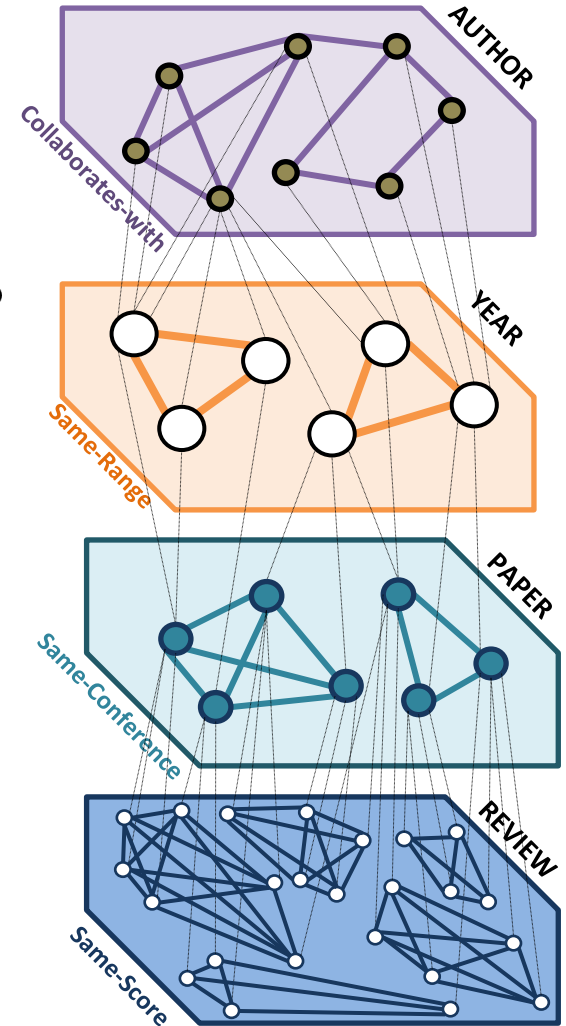 AUTHOR
Collaborates-with
YEAR
Same-Range
PAPER
Same-Conference
REVIEW
Same-Score